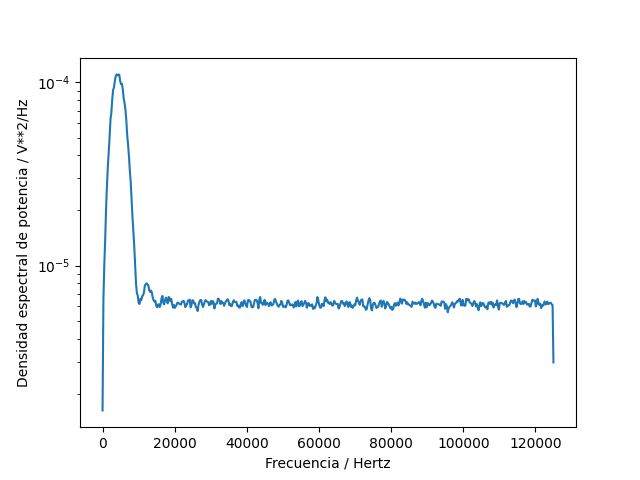 Densidad espectral de potencia / V**2/Hz
10⁻⁴
10⁻⁵
0 20000 40000 60000 80000 100000 120000
Frecuencia / Hertz